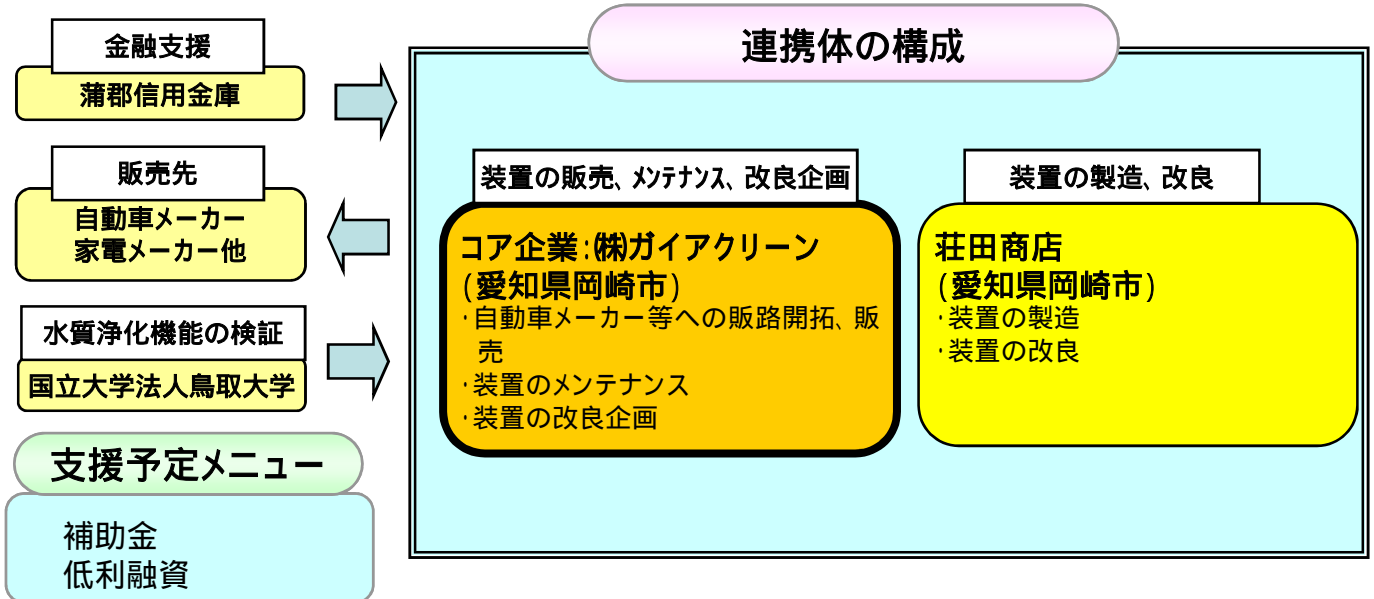 金融支援
蒲郡信用金庫
販売先
自動車メーカー
家電メーカー他
水質浄化機能の検証
国立大学法人鳥取大学
支援予定メニュー
補助金
低利融資
連携体の構成
装置の販売、メンテナンス、改良企画
コア企業:㈱ガイアクリーン
(愛知県岡崎市)
・自動車メーカー等への販路開拓、販
売
・装置のメンテナンス
・装置の改良企画
装置の製造、改良
荘田商店
(愛知県岡崎市)
・装置の製造
・装置の改良